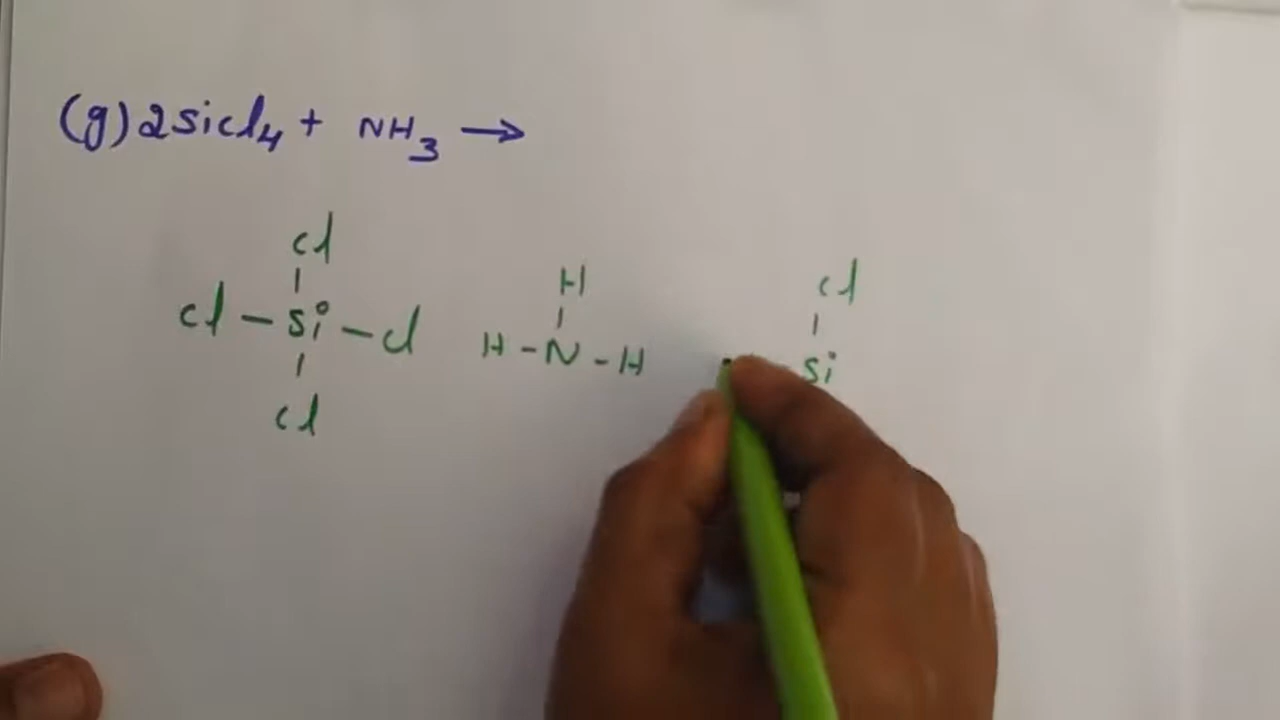 (g) 2sicl4 + NH3 →
cl
cl - si - cl
cl
H
H - N - H
cl
si